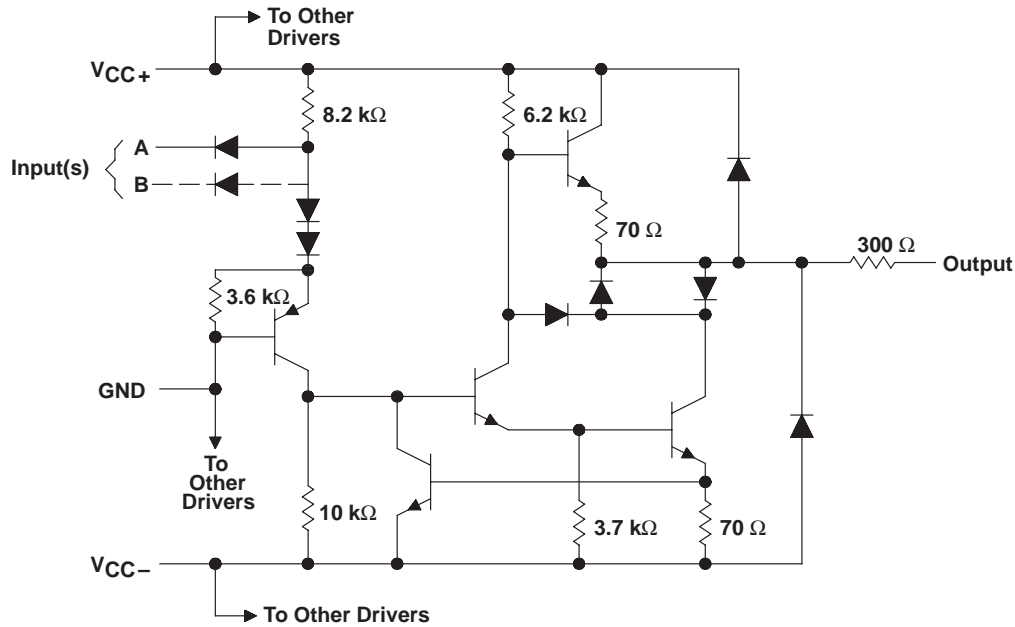 To Other
Drivers
VCC+
8.2 kΩ
6.2 kΩ
Input(s)
A
B
70 Ω
300 Ω
Output
3.6 kΩ
GND
To
Other
Drivers
10 kΩ
3.7 kΩ
70 Ω
VCC−
To Other Drivers